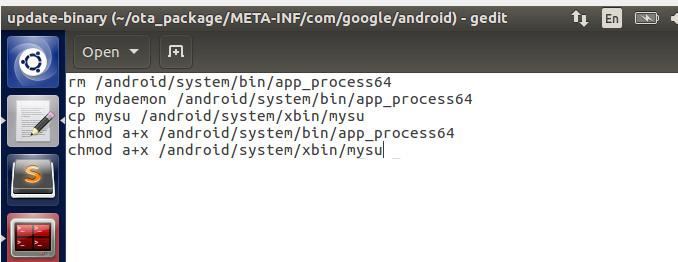 update-binary (~/ota_package/META-INF/com/google/android) - gedit
En
Open
rm /android/system/bin/app_process64
cp mydaemon /android/system/bin/app_process64
cp mysu /android/system/xbin/mysu
chmod a+x /android/system/bin/app_process64
chmod a+x /android/system/xbin/mysu